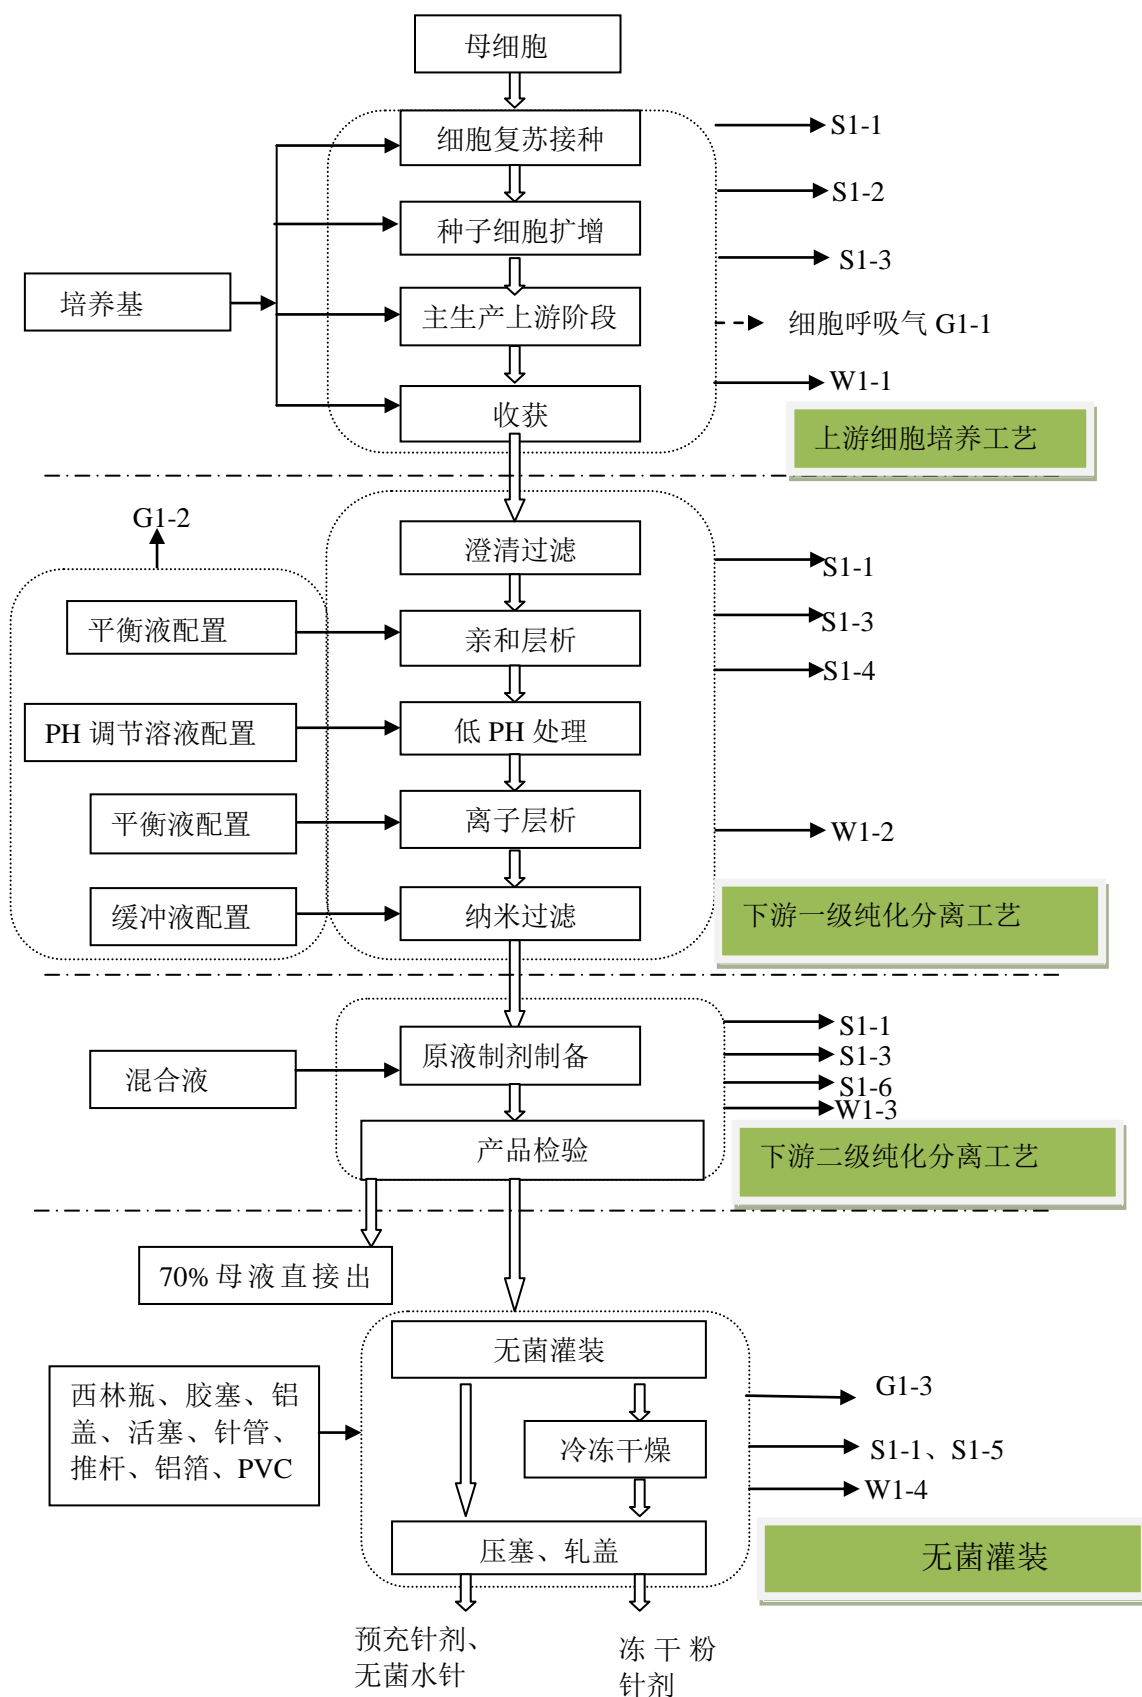 母细胞
细胞复苏接种
S1-1
S1-2
种子细胞扩增
S1-3
培养基
主生产上游阶段
细胞呼吸气 G1-1
W1-1
收获
上游细胞培养工艺
G1-2
澄清过滤
S1-1
平衡液配置
亲和层析
S1-3
S1-4
PH 调节溶液配置
低 PH 处理
平衡液配置
离子层析
W1-2
缓冲液配置
纳米过滤
下游一级纯化分离工艺
S1-1
原液制剂制备
S1-3
混合液
S1-6
W1-3
产品检验
下游二级纯化分离工艺
70% 母液直接出
无菌灌装
西林瓶、胶塞、铝
盖、活塞、针管、
推杆、铝箔、PVC
G1-3
冷冻干燥
S1-1、S1-5
W1-4
压塞、轧盖
无菌灌装
预充针剂、
无菌水针
冻干粉
针剂